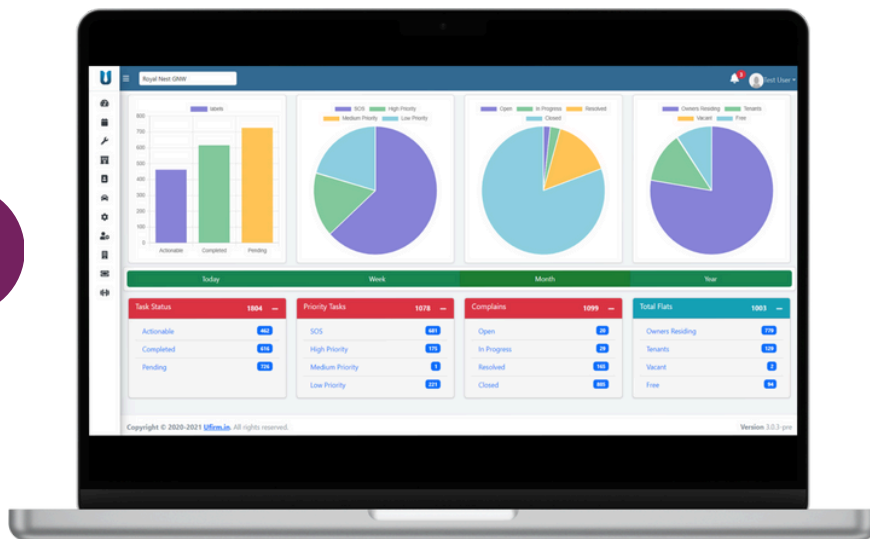 Royal Nest GNW
3
Test User
labels
800
700
600
500
400
300
200
100
0
Actionable Completed Pending
SOS High Priority
Medium Priority Low Priority
Open In Progress Resolved
Closed
Owners Residing Tenants
Vacant Free
Today Week Month Year
Task Status 1804
Actionable 462
Completed 616
Pending 726
Priority Tasks 1078
SOS 681
High Priority 175
Medium Priority 1
Low Priority 221
Complains 1099
Open
In Progress
Resolved
Closed 885
Total Flats 1003
Owners Residing 778
Tenants 129
Vacant 2
Free 94
Copyright © 2020-2021 Ufirm.in. All rights reserved.
Version 3.0.3-pre